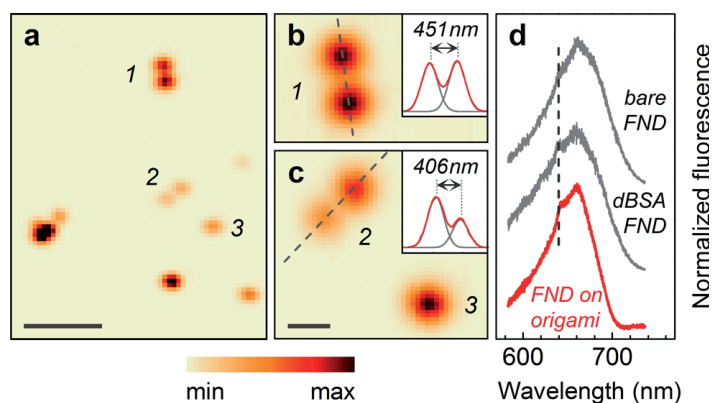 a
1
2
3
b
1
451nm
c
2
3
406nm
d
bare
FND
dBSA
FND
FND on
origami
600
700
Wavelength (nm)
Normalized fluorescence
min
max